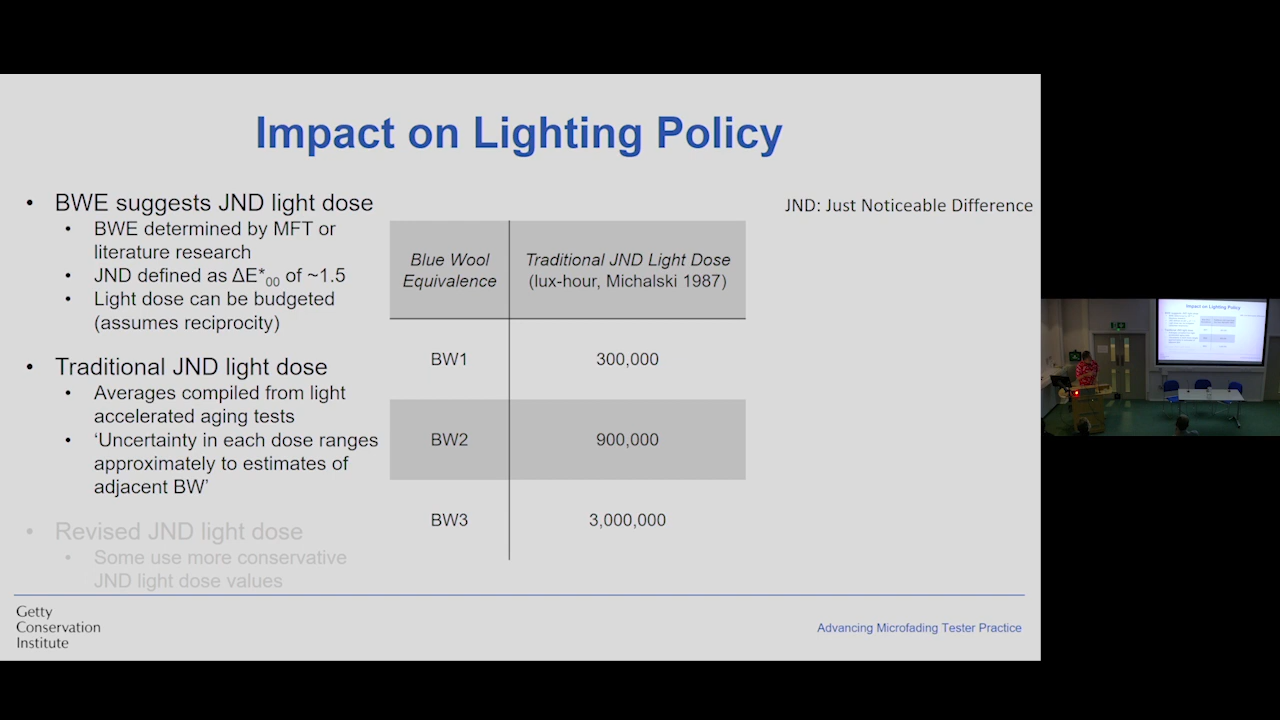 Impact on Lighting Policy
• BWE suggests JND light dose
• BWE determined by MFT or
literature research
• JND defined as ΔE*00 of ~1.5
• Light dose can be budgeted
(assumes reciprocity)
• Traditional JND light dose
• Averages compiled from light
accelerated aging tests
• ‘Uncertainty in each dose ranges
approximately to estimates of
adjacent BW’
• Revised JND light dose
• Some use more conservative
JND light dose values
JND: Just Noticeable Difference
Blue Wool
Equivalence
Traditional JND Light Dose
(lux-hour, Michalski 1987)
BW1 300,000
BW2 900,000
BW3 3,000,000
Getty
Conservation
Institute
Advancing Microfading Tester Practice
Impact on Lighting Policy